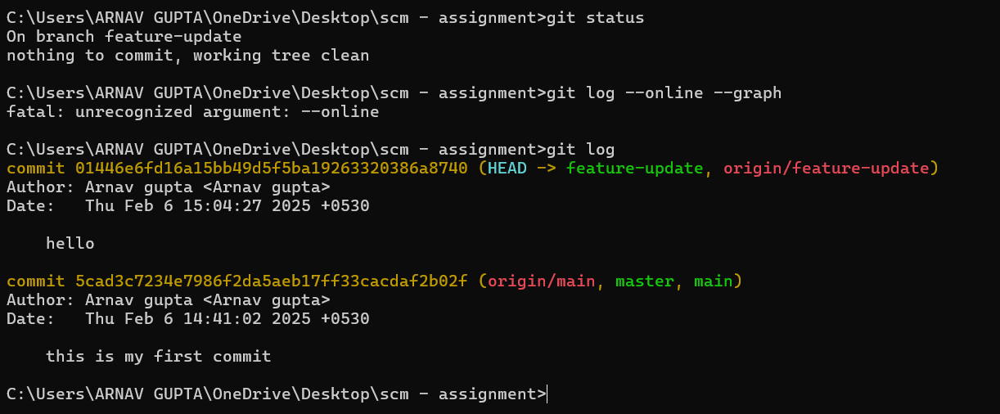 C:\Users\ARNAV GUPTA\OneDrive\Desktop\scm - assignment>git status
On branch feature-update
nothing to commit, working tree clean
C:\Users\ARNAV GUPTA\OneDrive\Desktop\scm - assignment>git log --online --graph
fatal: unrecognized argument: --online
C:\Users\ARNAV GUPTA\OneDrive\Desktop\scm - assignment>git log
commit 01446e6fd16a15bb49d5f5ba19263320386a8740 (HEAD -> feature-update, origin/feature-update)
Author: Arnav gupta <Arnav gupta>
Date:   Thu Feb 6 15:04:27 2025 +0530
    hello
commit 5cad3c7234e7986f2da5aeb17ff33cacdaf2b02f (origin/main, master, main)
Author: Arnav gupta <Arnav gupta>
Date:   Thu Feb 6 14:41:02 2025 +0530
    this is my first commit
C:\Users\ARNAV GUPTA\OneDrive\Desktop\scm - assignment>